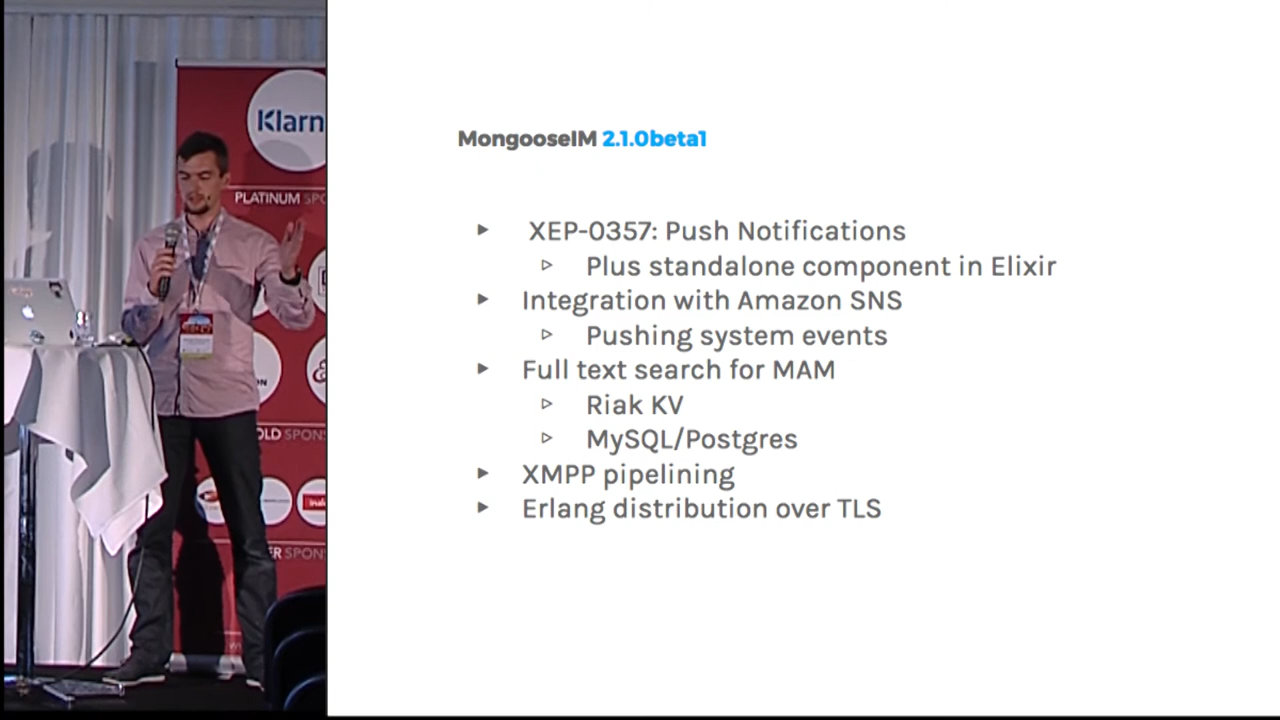 Klarn
PLATINUM SPO
OLD SPONS
ER SPONS
MongooseIM 2.1.0beta1
▸ XEP-0357: Push Notifications
▹ Plus standalone component in Elixir
▸ Integration with Amazon SNS
▹ Pushing system events
▸ Full text search for MAM
▹ Riak KV
▹ MySQL/Postgres
▸ XMPP pipelining
▸ Erlang distribution over TLS